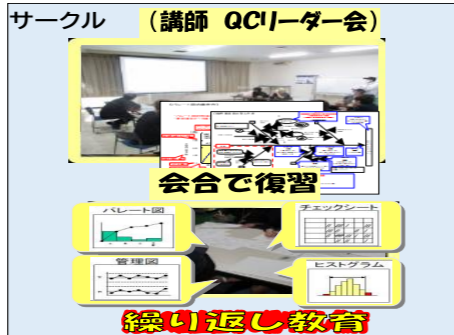 サークル （講師 QCリーダー会）
会合で復習
パレート図
チェックシート
管理図
ヒストグラム
繰り返し教育